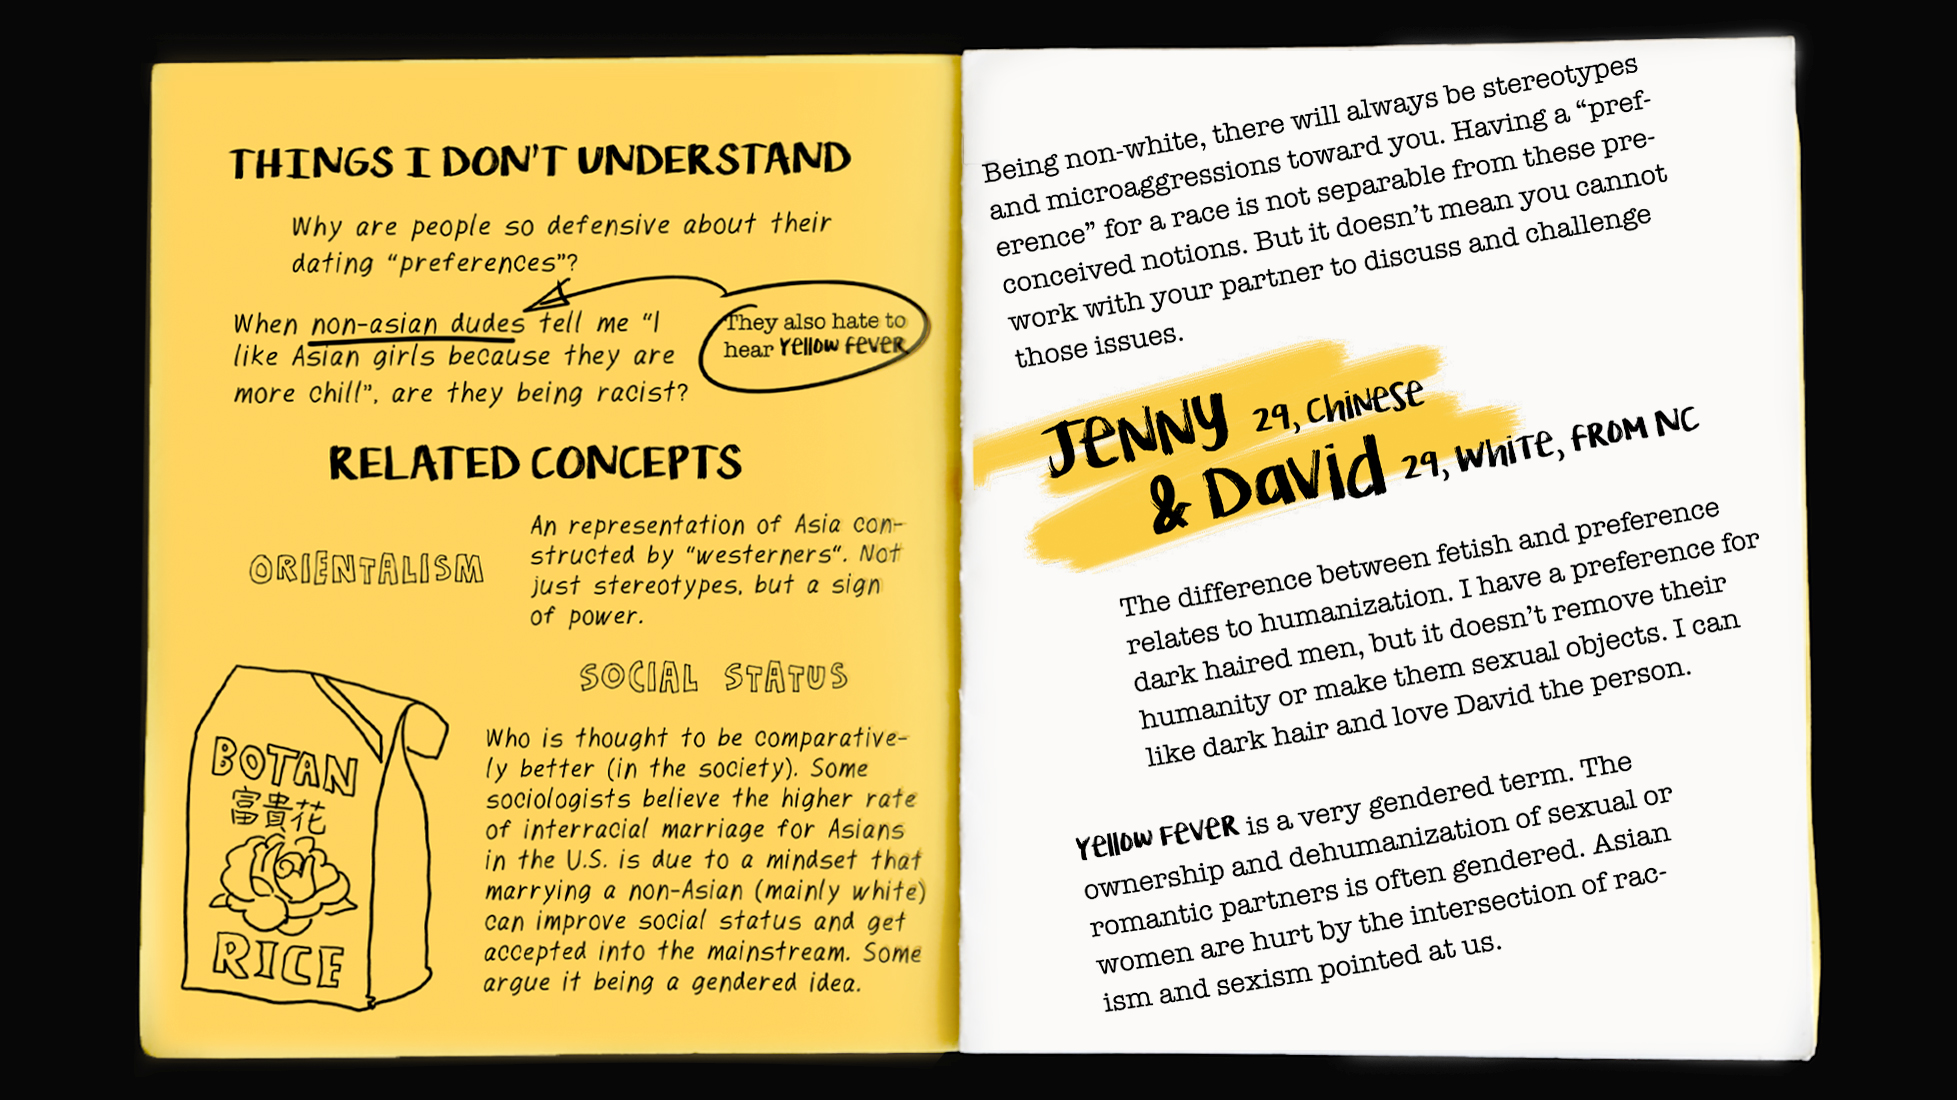 THINGS I DON'T UNDERSTAND
Why are people so defensive about their
dating "preferences"?
When non-asian dudes tell me "I
like Asian girls because they are
more chill", are they being racist?
They also hate to
hear Yellow Fever
RELATED CONCEPTS
ORIENTALISM
An representation of Asia con-
structed by "westerners". Not
just stereotypes, but a sign
of power.
SOCIAL STATUS
Who is thought to be comparative-
ly better (in the society). Some
sociologists believe the higher rate
of interracial marriage for Asians
in the U.S. is due to a mindset that
marrying a non-Asian (mainly white)
can improve social status and get
accepted into the mainstream. Some
argue it being a gendered idea.
BOTAN
富貴花
RICE
Being non-white, there will always be stereotypes
and microaggressions toward you. Having a “pref-
erence” for a race is not separable from these pre-
conceived notions. But it doesn’t mean you cannot
work with your partner to discuss and challenge
those issues.
JENNY 29, CHINESE
& David 29, WHITE, FROM NC
The difference between fetish and preference
relates to humanization. I have a preference for
dark haired men, but it doesn’t remove their
humanity or make them sexual objects. I can
like dark hair and love David the person.
Yellow Fever is a very gendered term. The
ownership and dehumanization of sexual or
romantic partners is often gendered. Asian
women are hurt by the intersection of rac-
ism and sexism pointed at us.